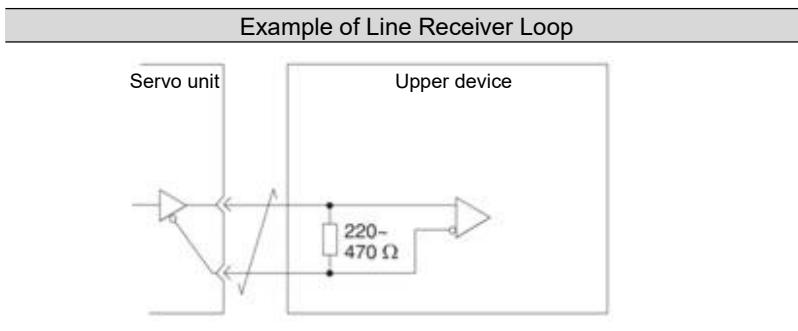 Example of Line Receiver Loop
Servo unit
Upper device
220~
470 Ω